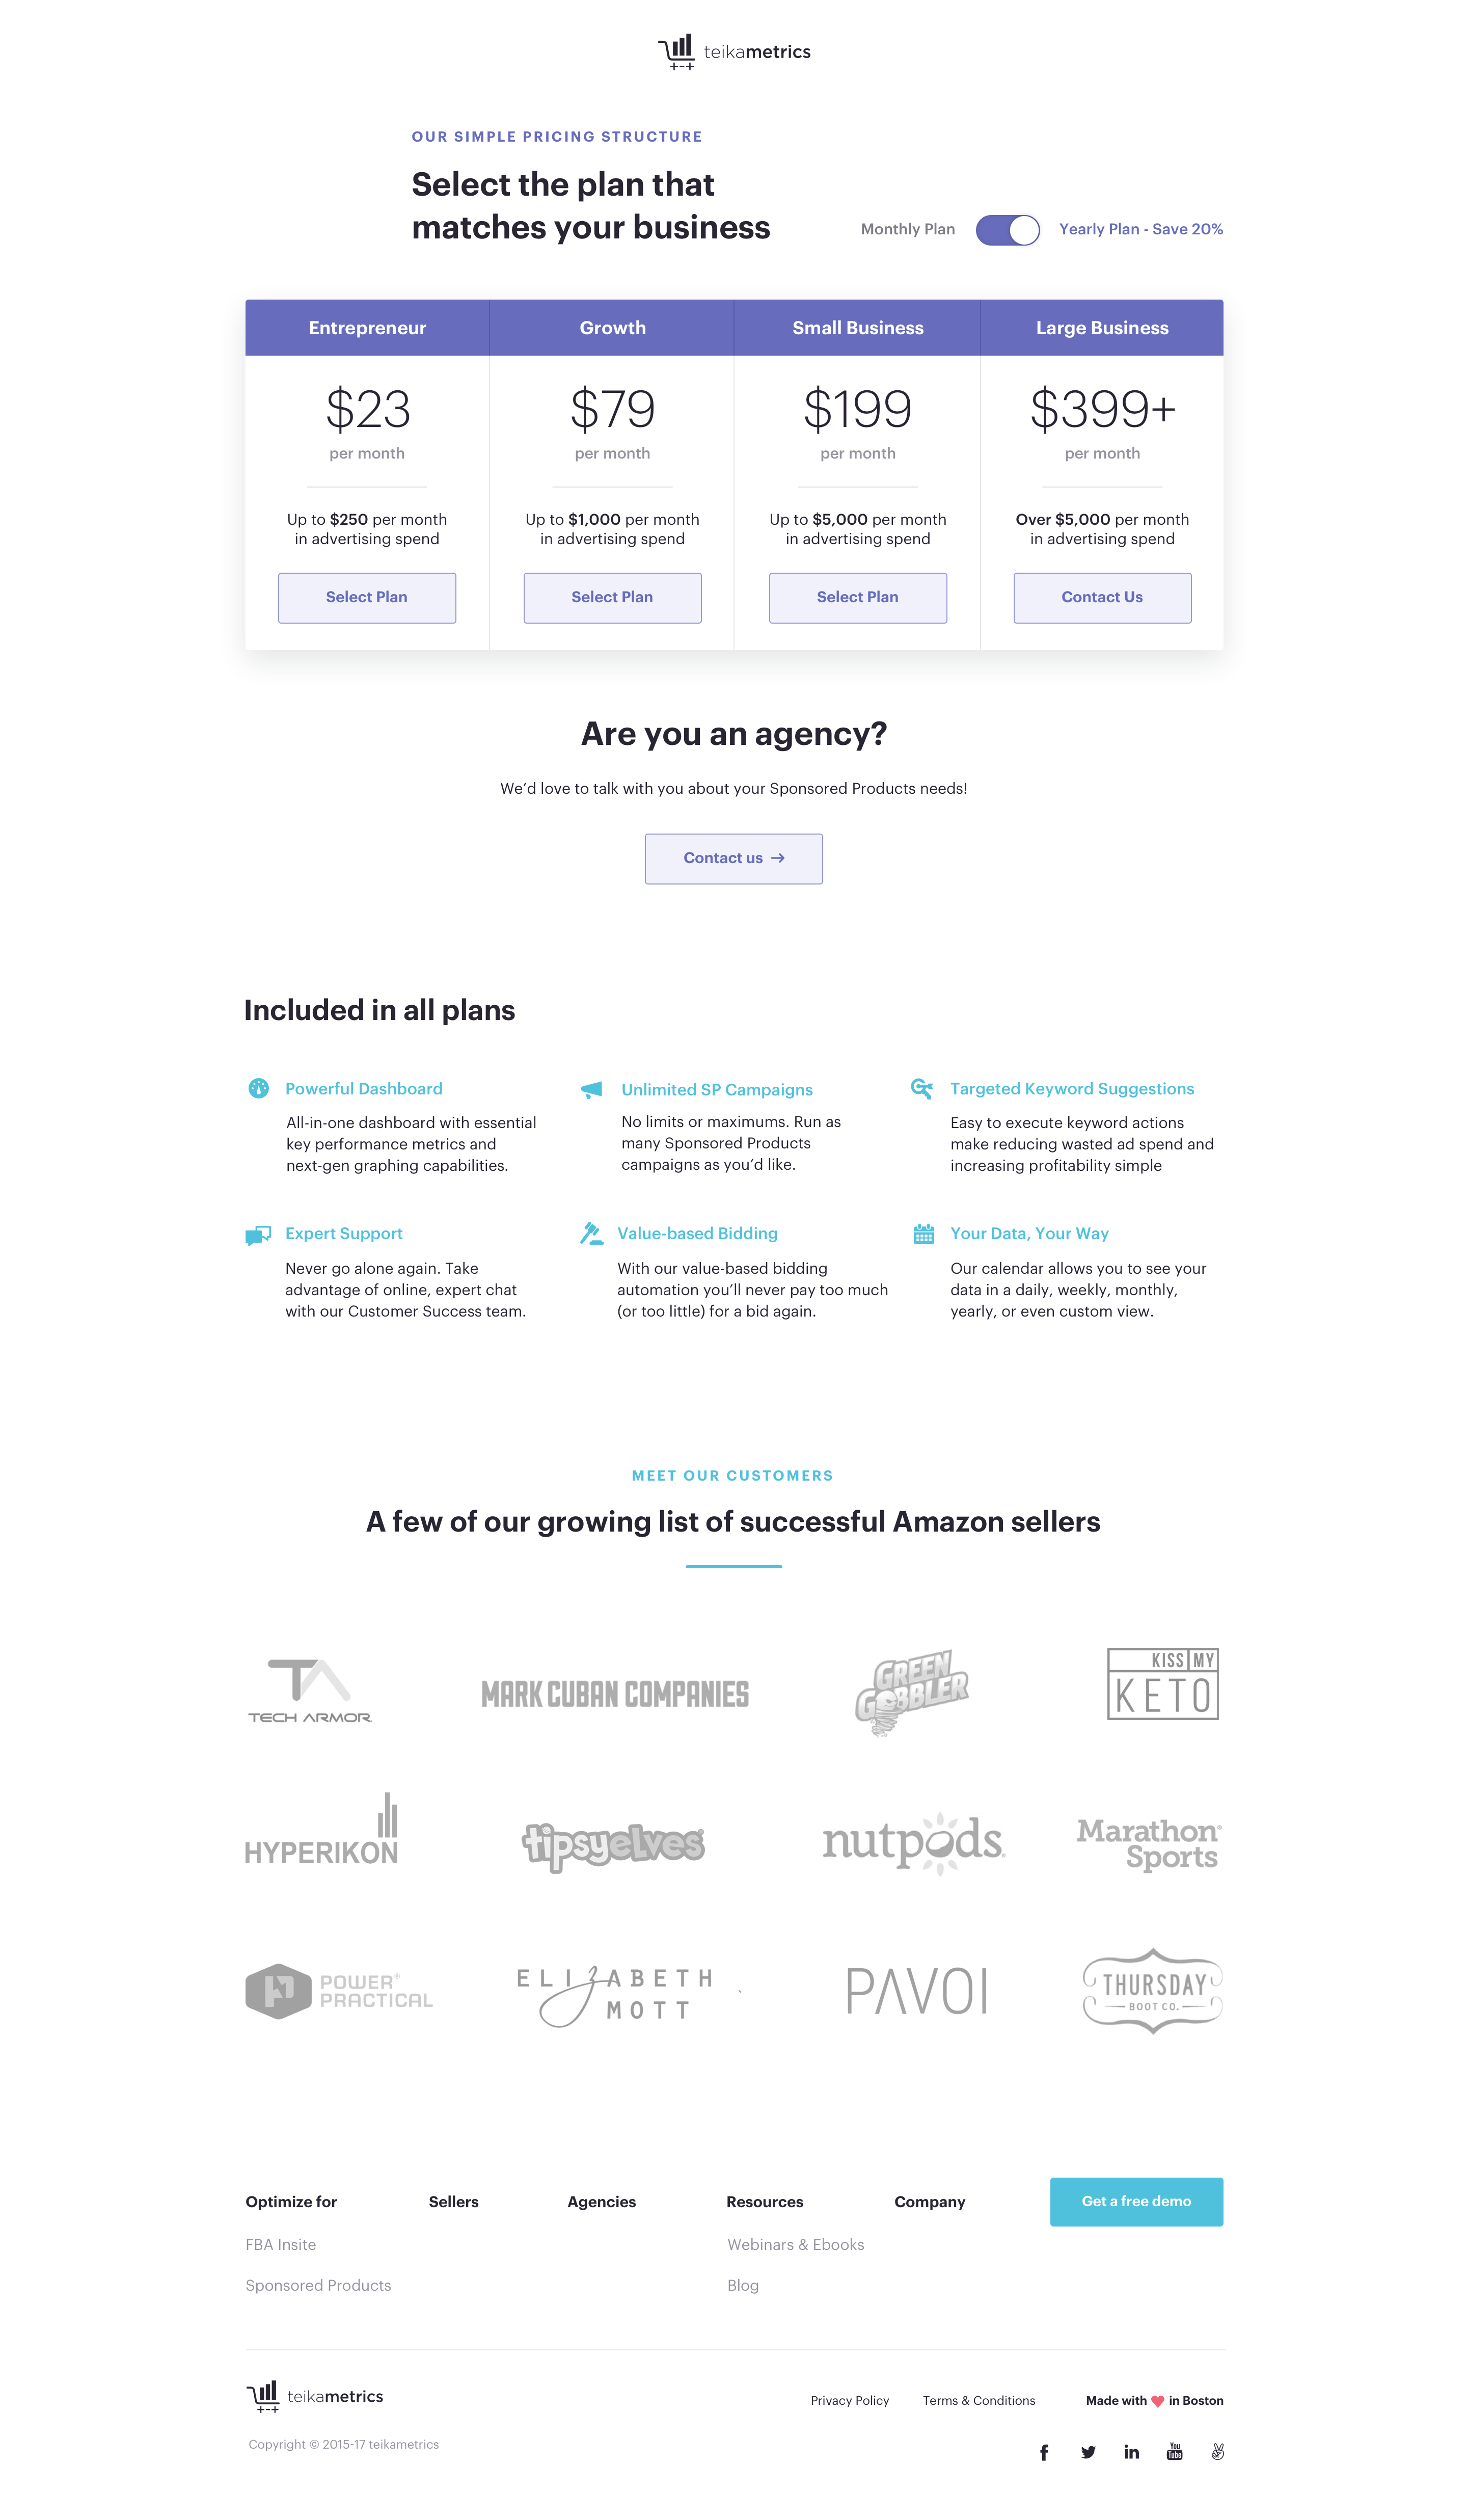 teikametrics
OUR SIMPLE PRICING STRUCTURE
Select the plan that
matches your business
Monthly Plan
Yearly Plan - Save 20%
Entrepreneur
$23
per month
Up to $250 per month
in advertising spend
Select Plan
Growth
$79
per month
Up to $1,000 per month
in advertising spend
Select Plan
Small Business
$199
per month
Up to $5,000 per month
in advertising spend
Select Plan
Large Business
$399+
per month
Over $5,000 per month
in advertising spend
Contact Us
Are you an agency?
We’d love to talk with you about your Sponsored Products needs!
Contact us →
Included in all plans
Powerful Dashboard
All-in-one dashboard with essential
key performance metrics and
next-gen graphing capabilities.
Unlimited SP Campaigns
No limits or maximums. Run as
many Sponsored Products
campaigns as you’d like.
Targeted Keyword Suggestions
Easy to execute keyword actions
make reducing wasted ad spend and
increasing profitability simple
Expert Support
Never go alone again. Take
advantage of online, expert chat
with our Customer Success team.
Value-based Bidding
With our value-based bidding
automation you’ll never pay too much
(or too little) for a bid again.
Your Data, Your Way
Our calendar allows you to see your
data in a daily, weekly, monthly,
yearly, or even custom view.
MEET OUR CUSTOMERS
A few of our growing list of successful Amazon sellers
TA
TECH ARMOR
MARK CUBAN COMPANIES
GREEN
GOBBLER
KISS MY
KETO
HYPERIKON
tipsyelves
nutpods
Marathon
Sports
POWER
PRACTICAL
ELIZABETH
MOTT
PAVOI
THURSDAY
BOOT CO.
Optimize for
FBA Insite
Sponsored Products
Sellers
Agencies
Resources
Webinars & Ebooks
Blog
Company
Get a free demo
teikametrics
Privacy Policy
Terms & Conditions
Made with ❤ in Boston
Copyright © 2015-17 teikametrics
f
in
You
Tube